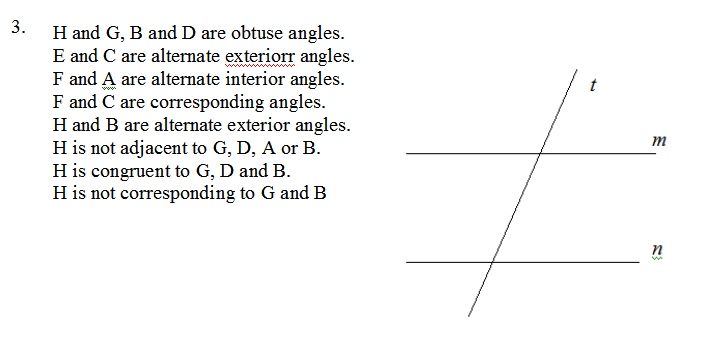 3.
H and G, B and D are obtuse angles.
E and C are alternate exteriorr angles.
F and A are alternate interior angles.
F and C are corresponding angles.
H and B are alternate exterior angles.
H is not adjacent to G, D, A or B.
H is congruent to G, D and B.
H is not corresponding to G and B
t
m
n